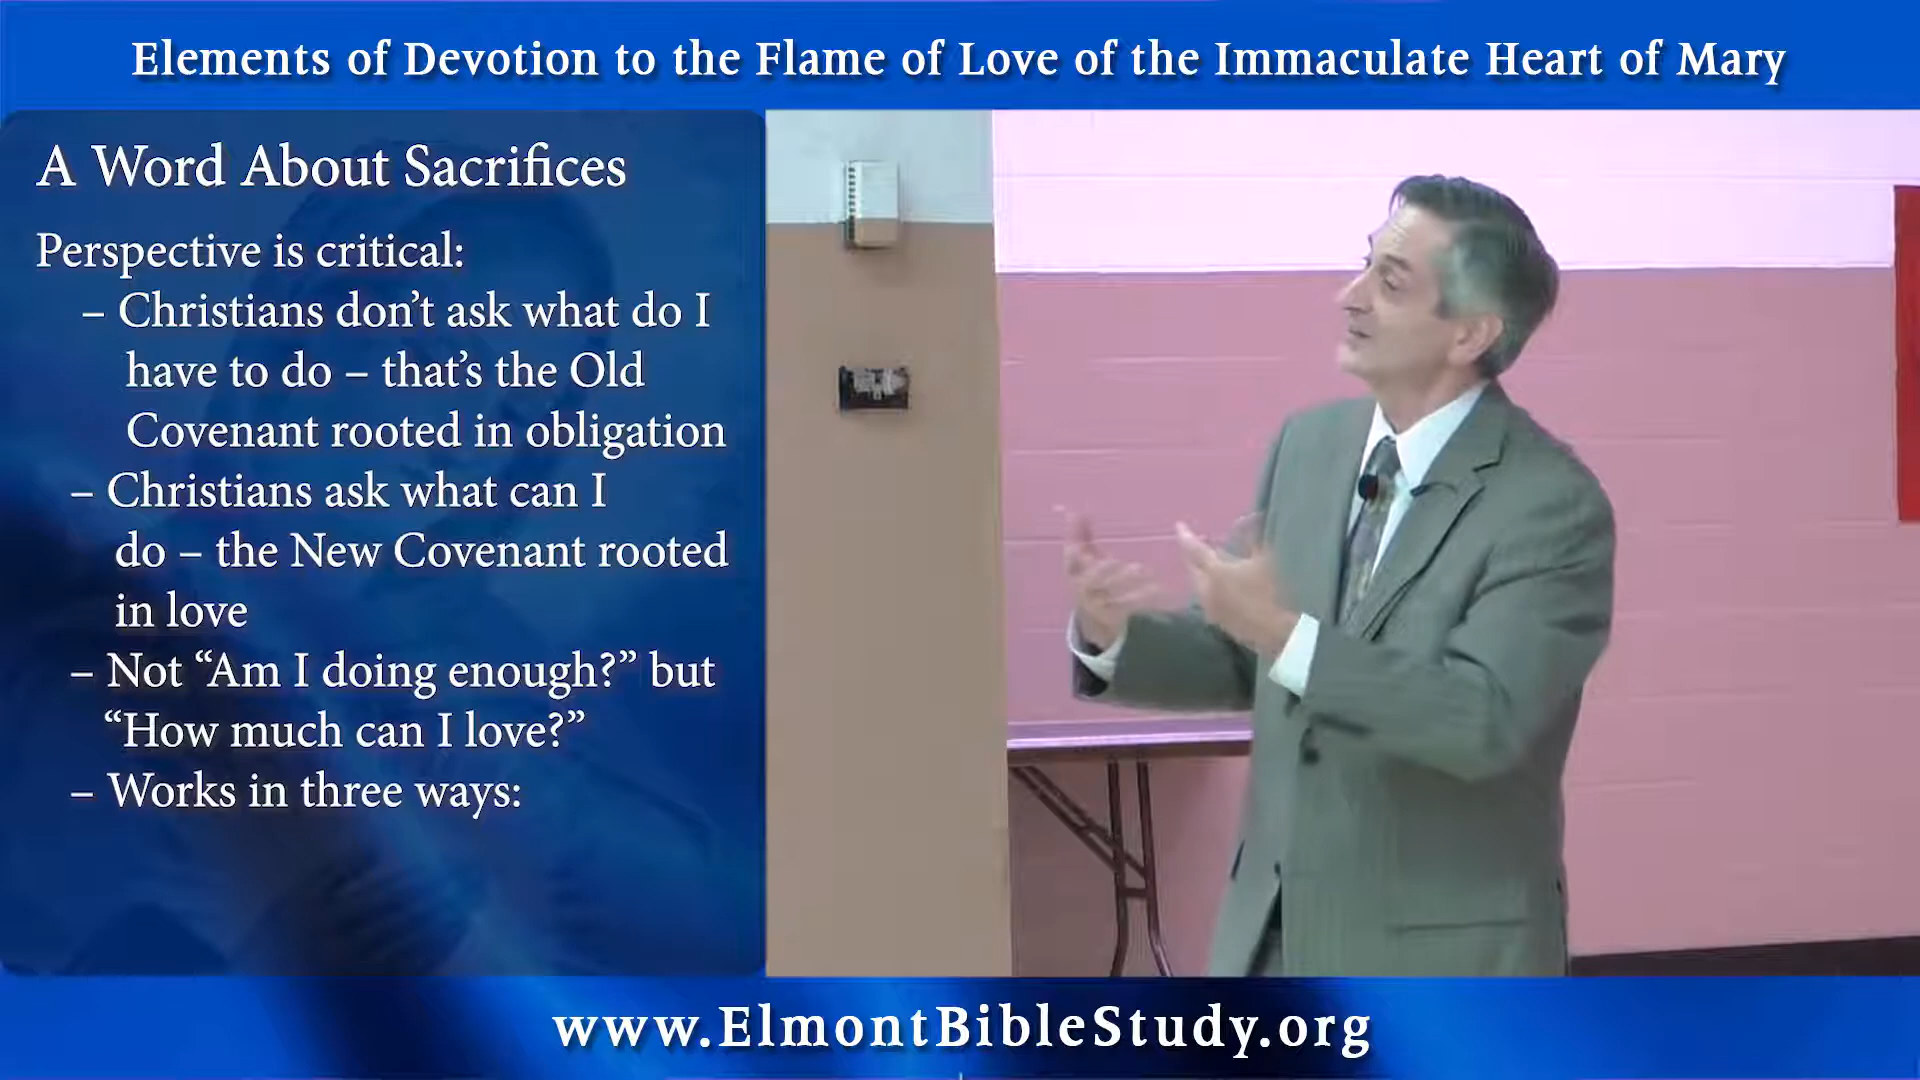 Elements of Devotion to the Flame of Love of the Immaculate Heart of Mary
A Word About Sacrifices
Perspective is critical:
– Christians don’t ask what do I
have to do – that’s the Old
Covenant rooted in obligation
– Christians ask what can I
do – the New Covenant rooted
in love
– Not “Am I doing enough?” but
“How much can I love?”
– Works in three ways:
www.ElmontBibleStudy.org